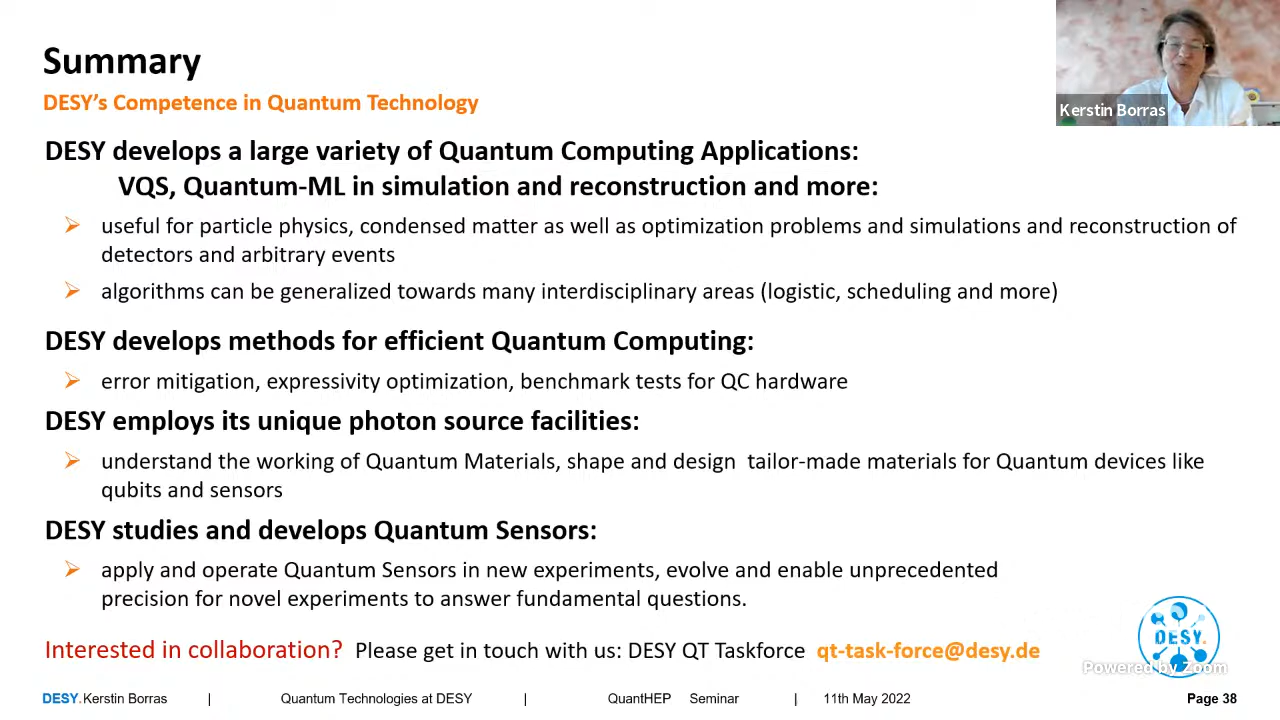 Summary
DESY's Competence in Quantum Technology
Kerstin Borras
DESY develops a large variety of Quantum Computing Applications:
VQS, Quantum-ML in simulation and reconstruction and more:
➢ useful for particle physics, condensed matter as well as optimization problems and simulations and reconstruction of
detectors and arbitrary events
➢ algorithms can be generalized towards many interdisciplinary areas (logistic, scheduling and more)
DESY develops methods for efficient Quantum Computing:
➢ error mitigation, expressivity optimization, benchmark tests for QC hardware
DESY employs its unique photon source facilities:
➢ understand the working of Quantum Materials, shape and design tailor-made materials for Quantum devices like
qubits and sensors
DESY studies and develops Quantum Sensors:
➢ apply and operate Quantum Sensors in new experiments, evolve and enable unprecedented
precision for novel experiments to answer fundamental questions.
Interested in collaboration? Please get in touch with us: DESY QT Taskforce qt-task-force@desy.de
DESY.
Powered by Zoom
DESY. Kerstin Borras | Quantum Technologies at DESY | QuantHEP Seminar | 11th May 2022 Page 38